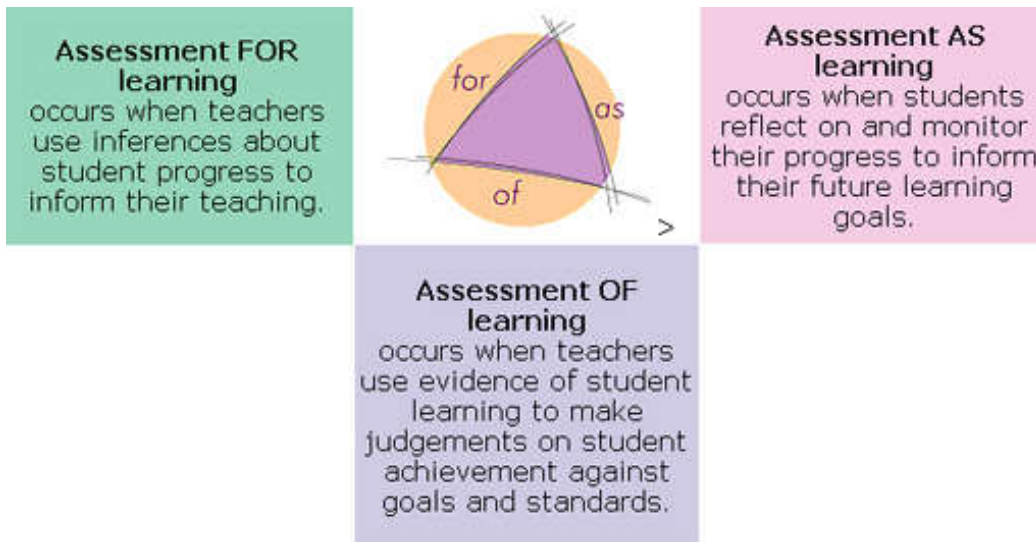 Assessment FOR
learning
occurs when teachers
use inferences about
student progress to
inform their teaching.
for
as
of
>
Assessment AS
learning
occurs when students
reflect on and monitor
their progress to inform
their future learning
goals.
Assessment OF
learning
occurs when teachers
use evidence of student
learning to make
judgements on student
achievement against
goals and standards.